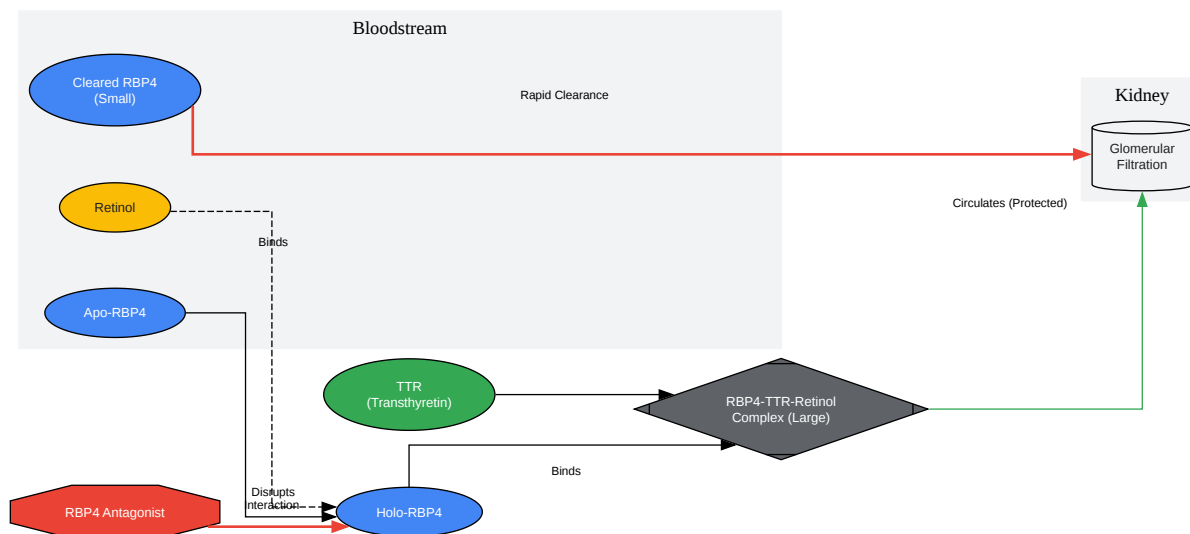 Bloodstream
Cleared RBP4
(Small)
Rapid Clearance
Kidney
Glomerular
Filtration
Retinol
Circulates (Protected)
Binds
Apo-RBP4
TTR
(Transthyretin)
RBP4-TTR-Retinol
Complex (Large)
Binds
Disrupts
Interaction
RBP4 Antagonist
Holo-RBP4